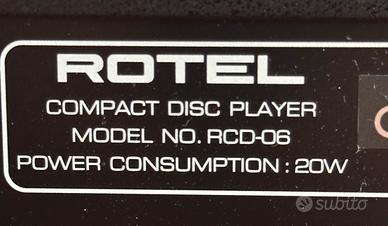 ROTEL
COMPACT DISC PLAYER
MODEL NO. RCD-06
POWER CONSUMPTION : 20W
subito